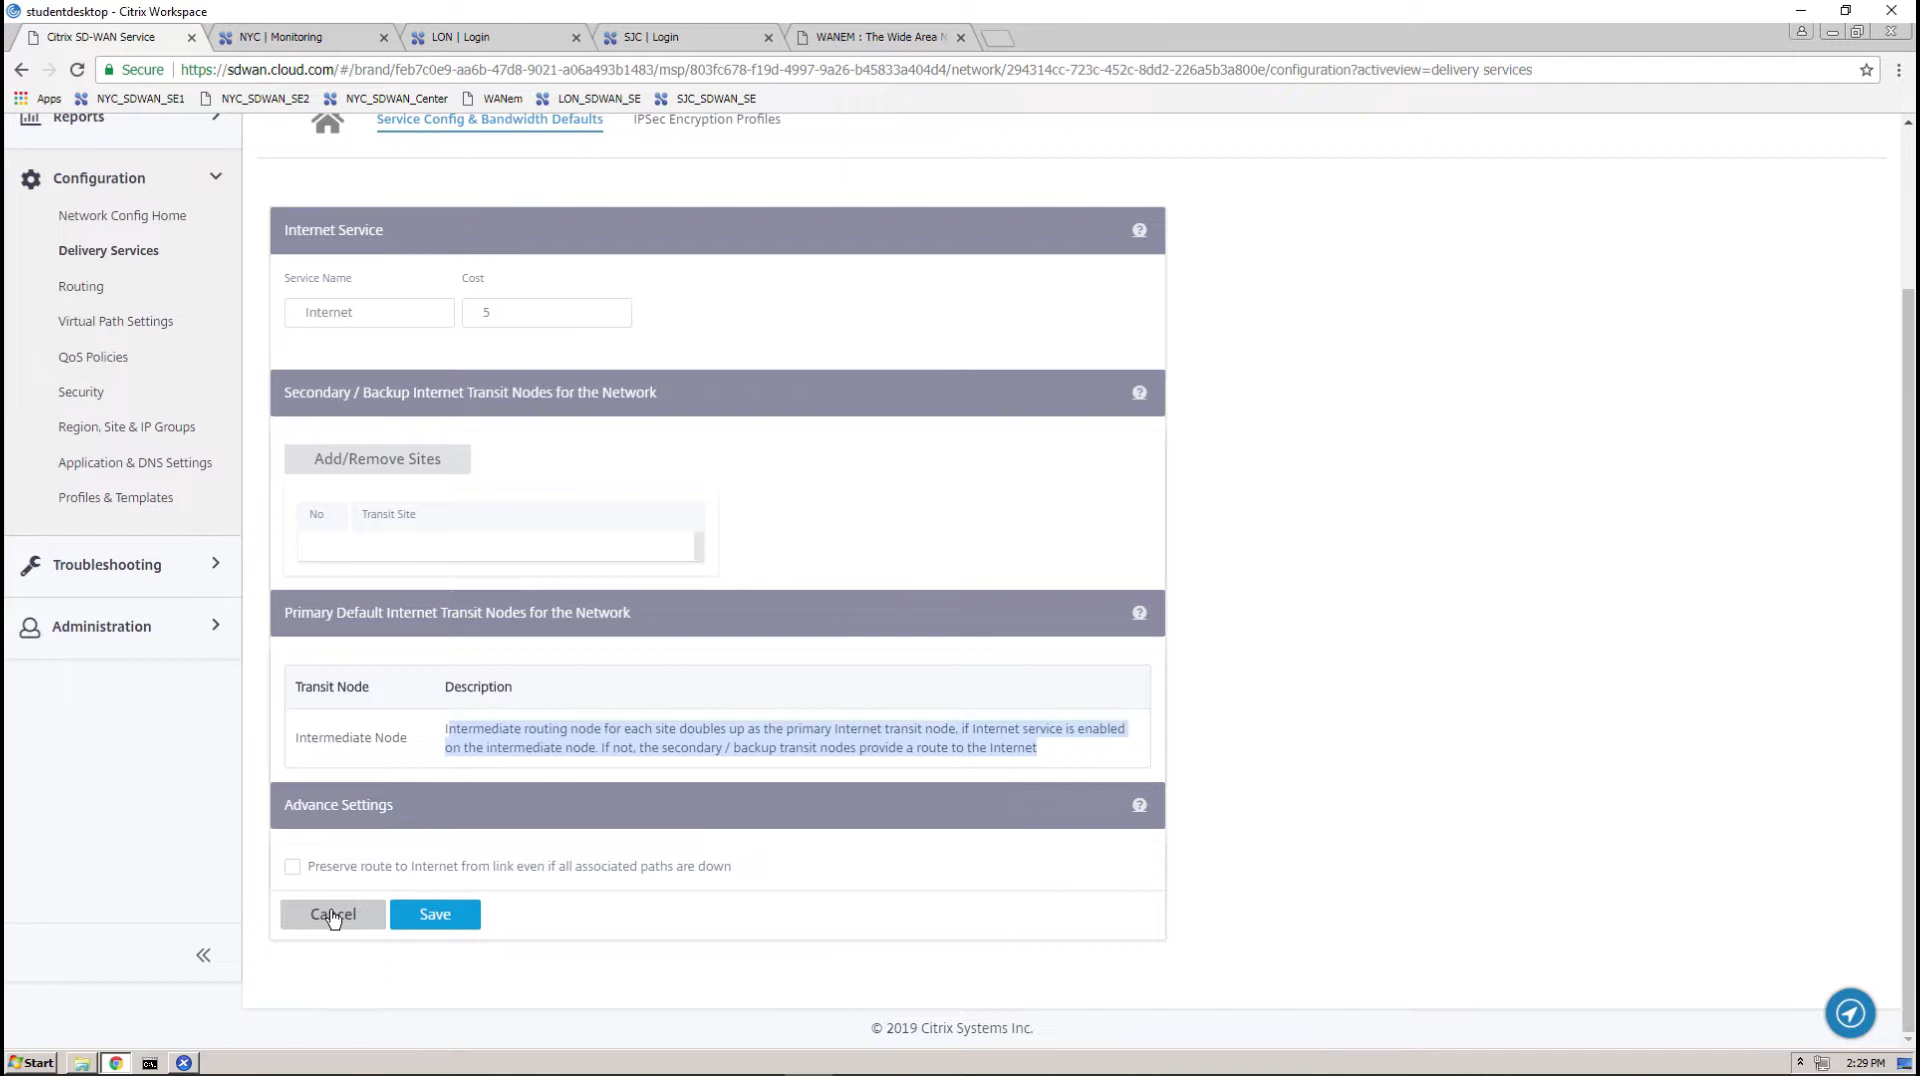 studentdesktop - Citrix Workspace
Citrix SD-WAN Service
NYC | Monitoring
LON | Login
SJC | Login
WANEM : The Wide Area N
Secure
https://sdwan.cloud.com/#/brand/feb7c0e9-aa6b-47d8-9021-a06a493b1483/msp/803fc678-f19d-4997-9a26-b45833a404d4/network/294314cc-723c-452c-8dd2-226a5b3a800e/configuration?activeview=delivery services
Apps
NYC_SDWAN_SE1
NYC_SDWAN_SE2
NYC_SDWAN_Center
WANem
LON_SDWAN_SE
SJC_SDWAN_SE
Reports
Service Config & Bandwidth Defaults
IPSec Encryption Profiles
Configuration
Network Config Home
Delivery Services
Routing
Virtual Path Settings
QoS Policies
Security
Region, Site & IP Groups
Application & DNS Settings
Profiles & Templates
Troubleshooting
Administration
Internet Service
Service Name
Cost
Internet
5
Secondary / Backup Internet Transit Nodes for the Network
Add/Remove Sites
No
Transit Site
Primary Default Internet Transit Nodes for the Network
Transit Node
Description
Intermediate Node
Intermediate routing node for each site doubles up as the primary Internet transit node, if Internet service is enabled
on the intermediate node. If not, the secondary / backup transit nodes provide a route to the Internet
Advance Settings
Preserve route to Internet from link even if all associated paths are down
Cancel
Save
© 2019 Citrix Systems Inc.
Start
2:29 PM